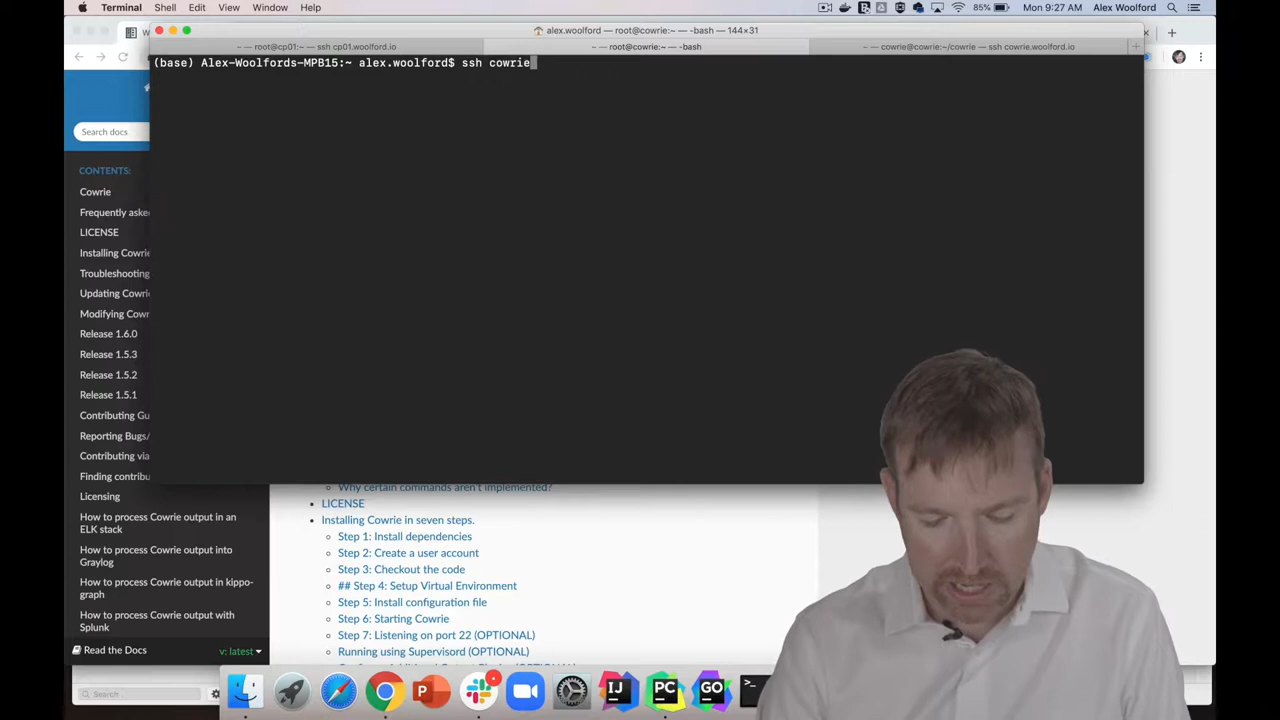 Terminal Shell Edit View Window Help
85% Mon 9:27 AM Alex Woolford
alex.woolford — root@cowrie:~ — -bash — 144×31
~ — root@cp01:~ — ssh cp01.woolford.io
~ — root@cowrie:~ — -bash
~ — cowrie@cowrie:~/cowrie — ssh cowrie.woolford.io
(base) Alex-Woolfords-MPB15:~ alex.woolford$ ssh cowrie
Search docs
CONTENTS:
Cowrie
Frequently aske
LICENSE
Installing Cowrie
Troubleshooting
Updating Cowri
Modifying Cowr
Release 1.6.0
Release 1.5.3
Release 1.5.2
Release 1.5.1
Contributing Gu
Reporting Bugs/
Contributing via
Finding contribu
Licensing
How to process Cowrie output in an
ELK stack
How to process Cowrie output into
Graylog
How to process Cowrie output in kippo-
graph
How to process Cowrie output with
Splunk
Read the Docs v: latest
Why certain commands aren't implemented?
LICENSE
Installing Cowrie in seven steps.
Step 1: Install dependencies
Step 2: Create a user account
Step 3: Checkout the code
## Step 4: Setup Virtual Environment
Step 5: Install configuration file
Step 6: Starting Cowrie
Step 7: Listening on port 22 (OPTIONAL)
Running using Supervisord (OPTIONAL)
Search
P
IJ
PC
GO
>_